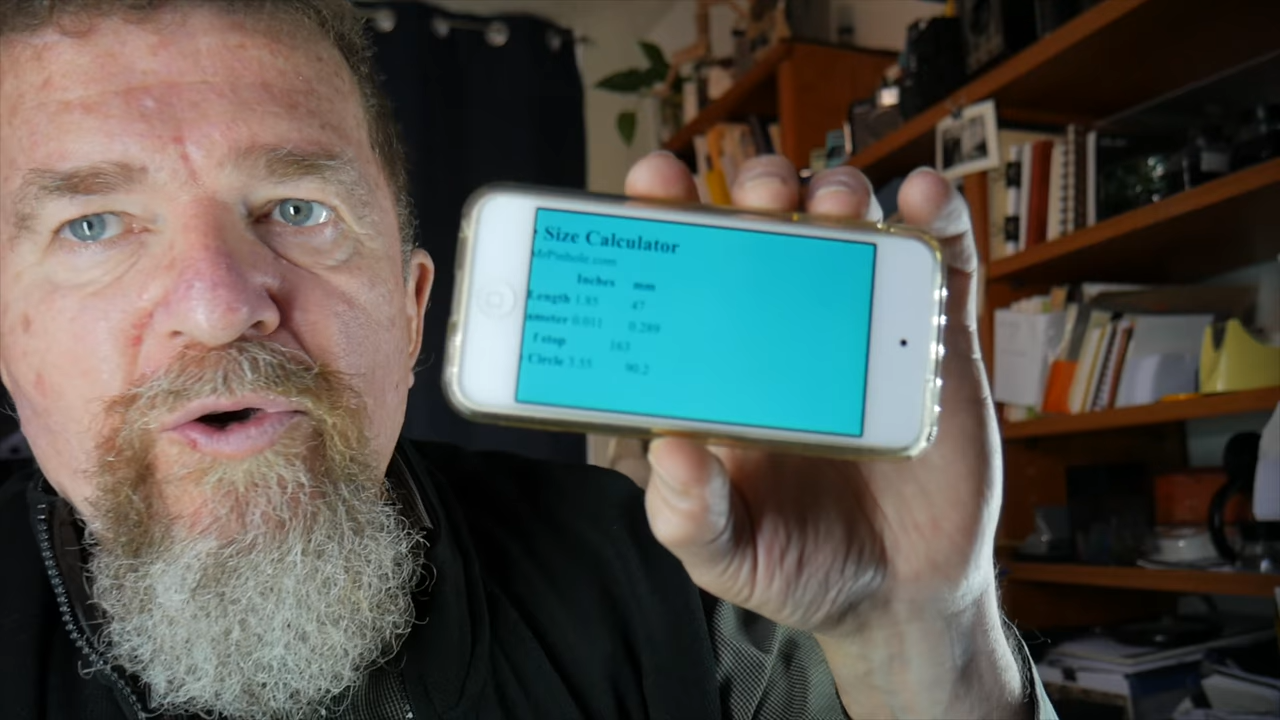 Size Calculator
MrPinhole.com
Inches mm
Length 1.85 47
ameter 0.011 0.289
f stop 163
Circle 3.55 90.2